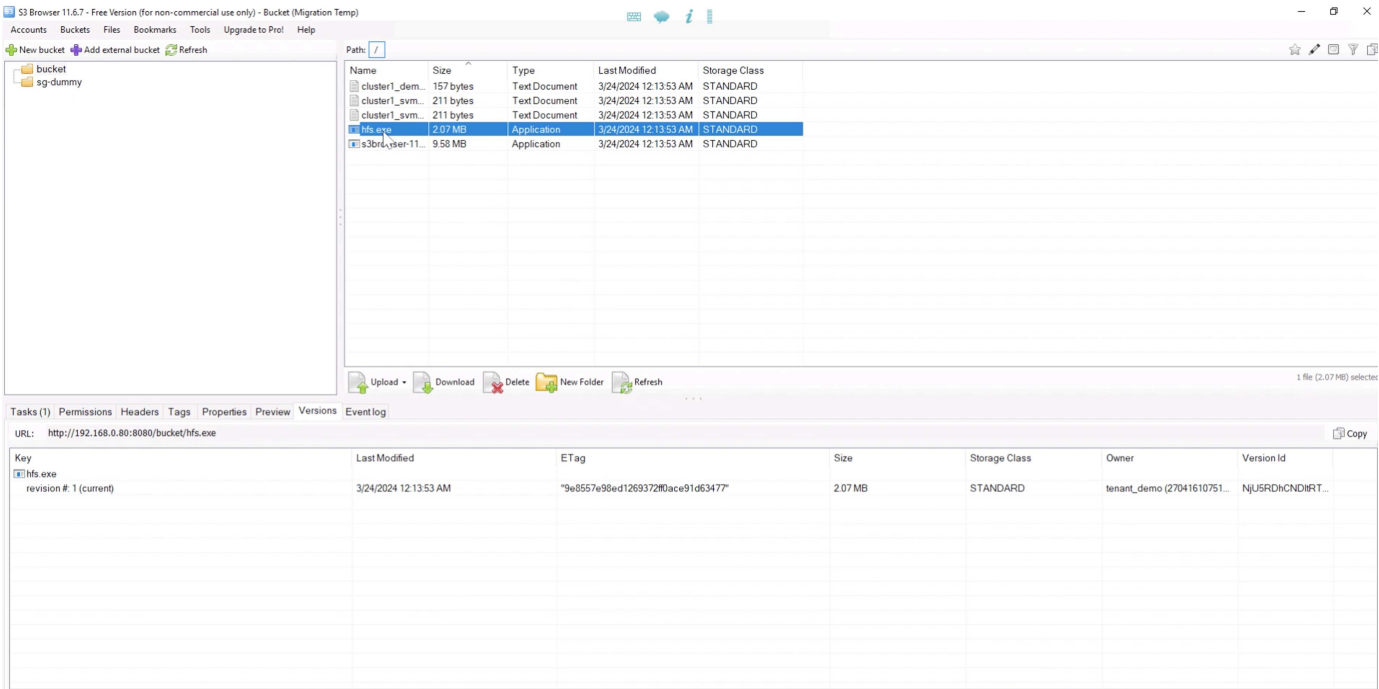 S3 Browser 11.6.7 - Free Version (for non-commercial use only) - Bucket (Migration Temp)
Accounts Buckets Files Bookmarks Tools Upgrade to Pro! Help
New bucket Add external bucket Refresh Path: /
bucket
sg-dummy
Name Size Type Last Modified Storage Class
cluster1_dem... 157 bytes Text Document 3/24/2024 12:13:53 AM STANDARD
cluster1_svm... 211 bytes Text Document 3/24/2024 12:13:53 AM STANDARD
cluster1_svm... 211 bytes Text Document 3/24/2024 12:13:53 AM STANDARD
hfs.exe 2.07 MB Application 3/24/2024 12:13:53 AM STANDARD
s3browser-11... 9.58 MB Application 3/24/2024 12:13:53 AM STANDARD
Upload Download Delete New Folder Refresh 1 file (2.07 MB) selected
Tasks (1) Permissions Headers Tags Properties Preview Versions Event log
URL: http://192.168.0.80:8080/bucket/hfs.exe Copy
Key Last Modified ETag Size Storage Class Owner Version Id
hfs.exe
revision #: 1 (current) 3/24/2024 12:13:53 AM "9e8557e98ed1269372ff0ace91d63477" 2.07 MB STANDARD tenant_demo (27041610751...